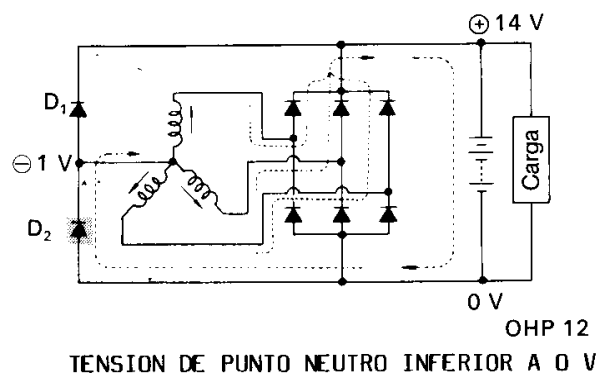 ⊕ 14 V
D₁
⊖ 1 V
Carga
D₂
0 V
OHP 12
TENSION DE PUNTO NEUTRO INFERIOR A 0 V